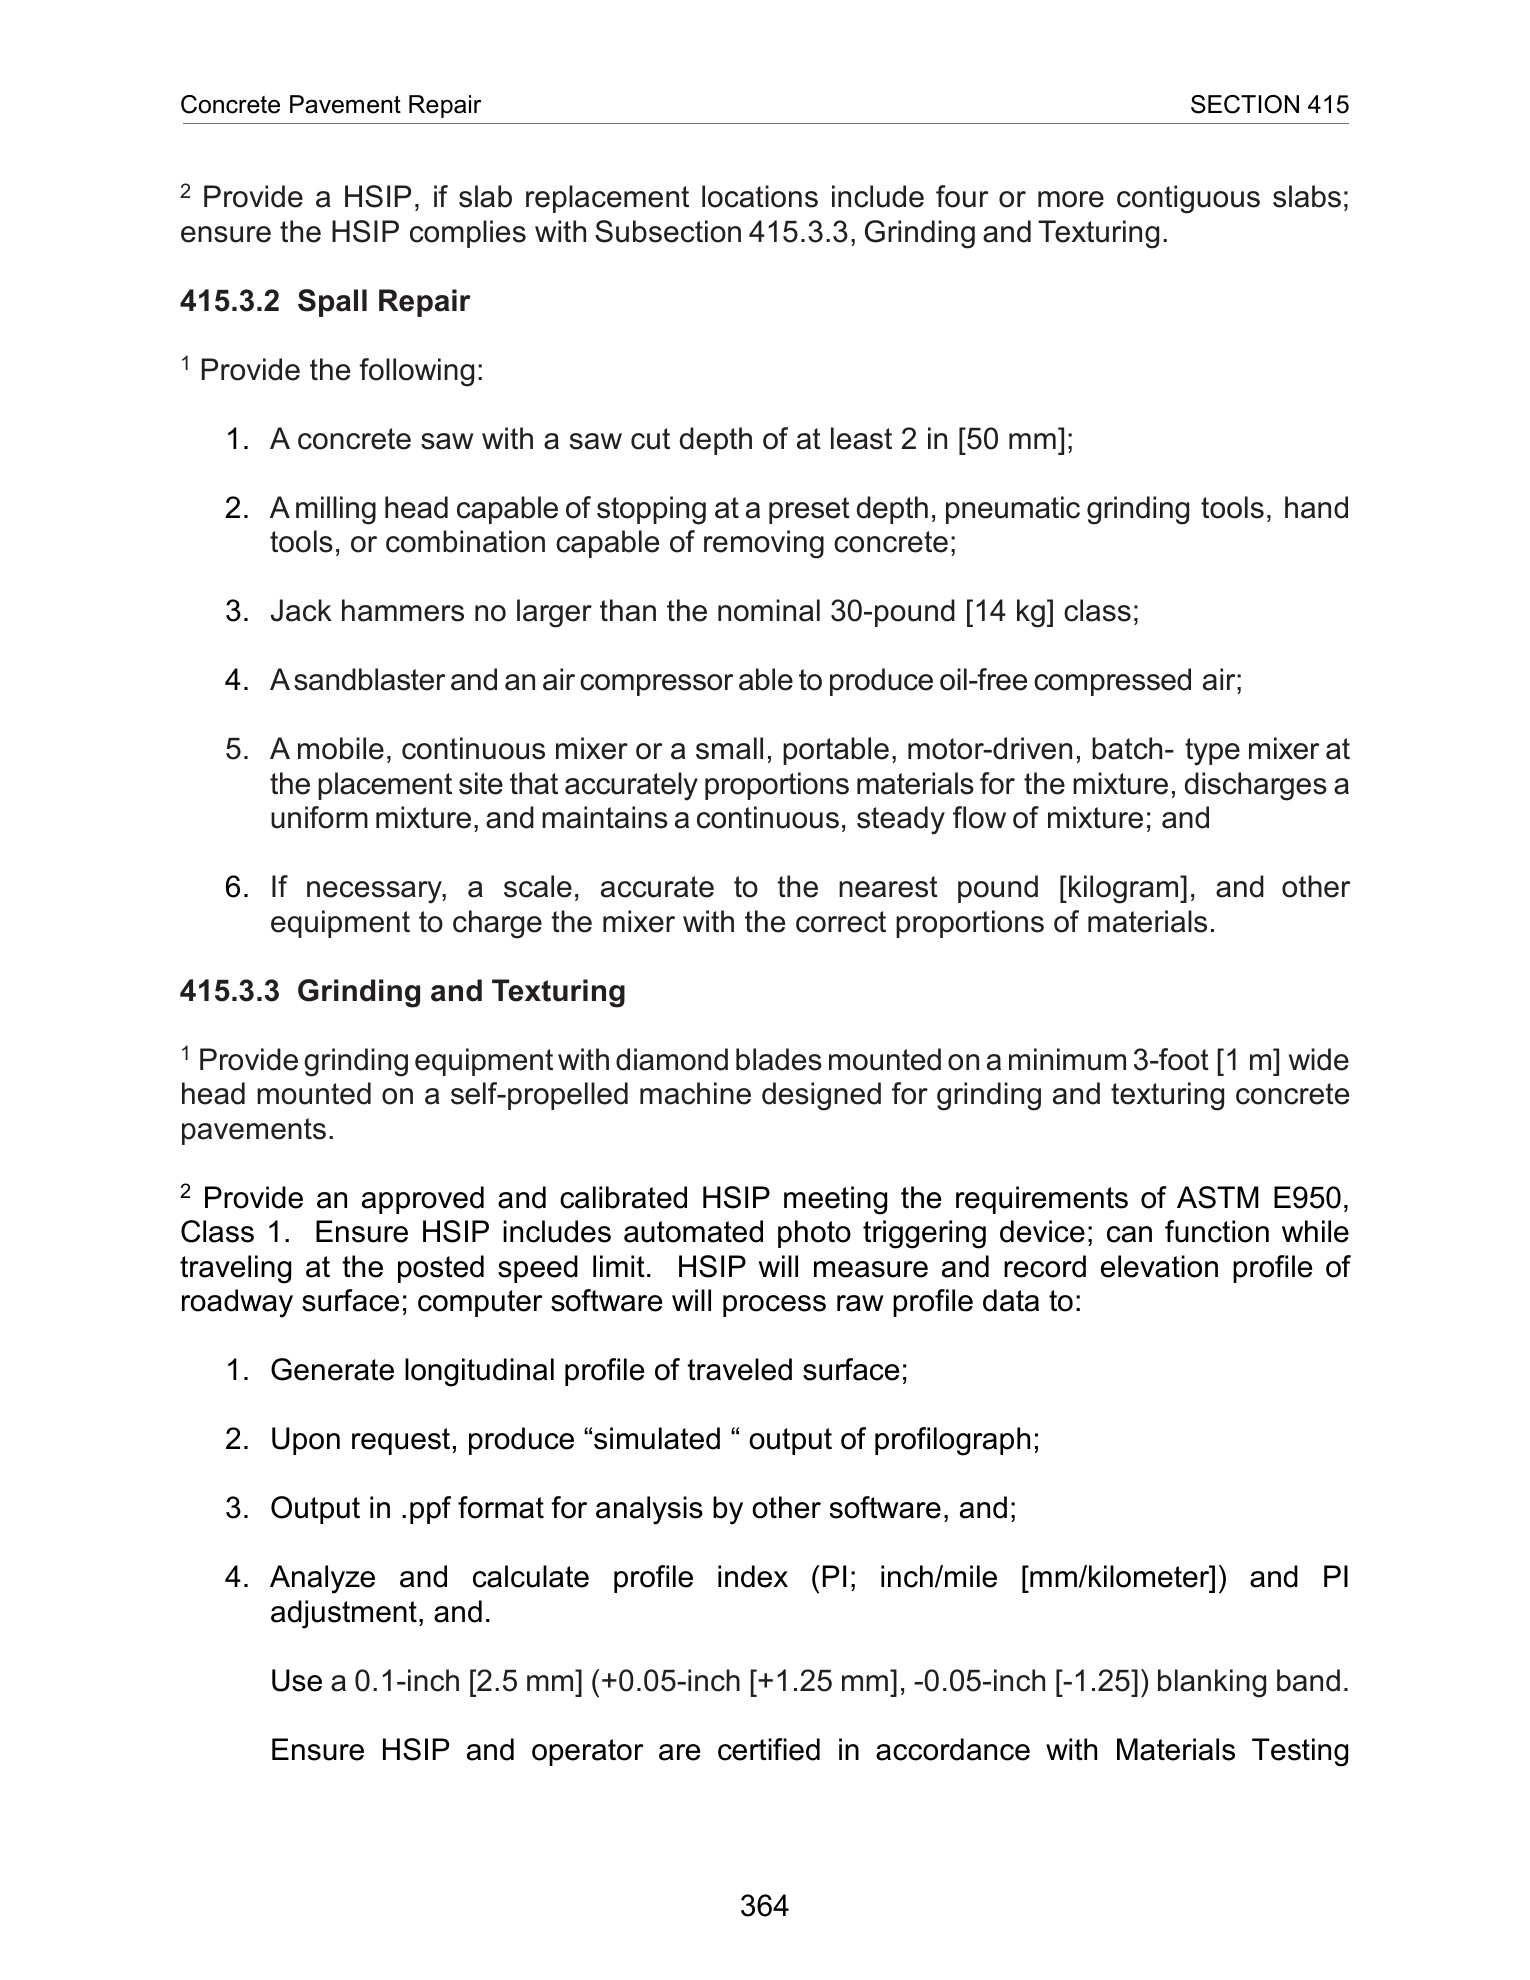 Concrete Pavement Repair SECTION 415
2 Provide a HSIP, if slab replacement locations include four or more contiguous slabs;
ensure the HSIP complies with Subsection 415.3.3, Grinding and Texturing.
415.3.2 Spall Repair
1 Provide the following:
1. A concrete saw with a saw cut depth of at least 2 in [50 mm];
2. A milling head capable of stopping at a preset depth, pneumatic grinding tools, hand
tools, or combination capable of removing concrete;
3. Jack hammers no larger than the nominal 30-pound [14 kg] class;
4. A sandblaster and an air compressor able to produce oil-free compressed air;
5. A mobile, continuous mixer or a small, portable, motor-driven, batch- type mixer at
the placement site that accurately proportions materials for the mixture, discharges a
uniform mixture, and maintains a continuous, steady flow of mixture; and
6. If necessary, a scale, accurate to the nearest pound [kilogram], and other
equipment to charge the mixer with the correct proportions of materials.
415.3.3 Grinding and Texturing
1 Provide grinding equipment with diamond blades mounted on a minimum 3-foot [1 m] wide
head mounted on a self-propelled machine designed for grinding and texturing concrete
pavements.
2 Provide an approved and calibrated HSIP meeting the requirements of ASTM E950,
Class 1. Ensure HSIP includes automated photo triggering device; can function while
traveling at the posted speed limit. HSIP will measure and record elevation profile of
roadway surface; computer software will process raw profile data to:
1. Generate longitudinal profile of traveled surface;
2. Upon request, produce “simulated “ output of profilograph;
3. Output in .ppf format for analysis by other software, and;
4. Analyze and calculate profile index (PI; inch/mile [mm/kilometer]) and PI
adjustment, and.
Use a 0.1-inch [2.5 mm] (+0.05-inch [+1.25 mm], -0.05-inch [-1.25]) blanking band.
Ensure HSIP and operator are certified in accordance with Materials Testing
364